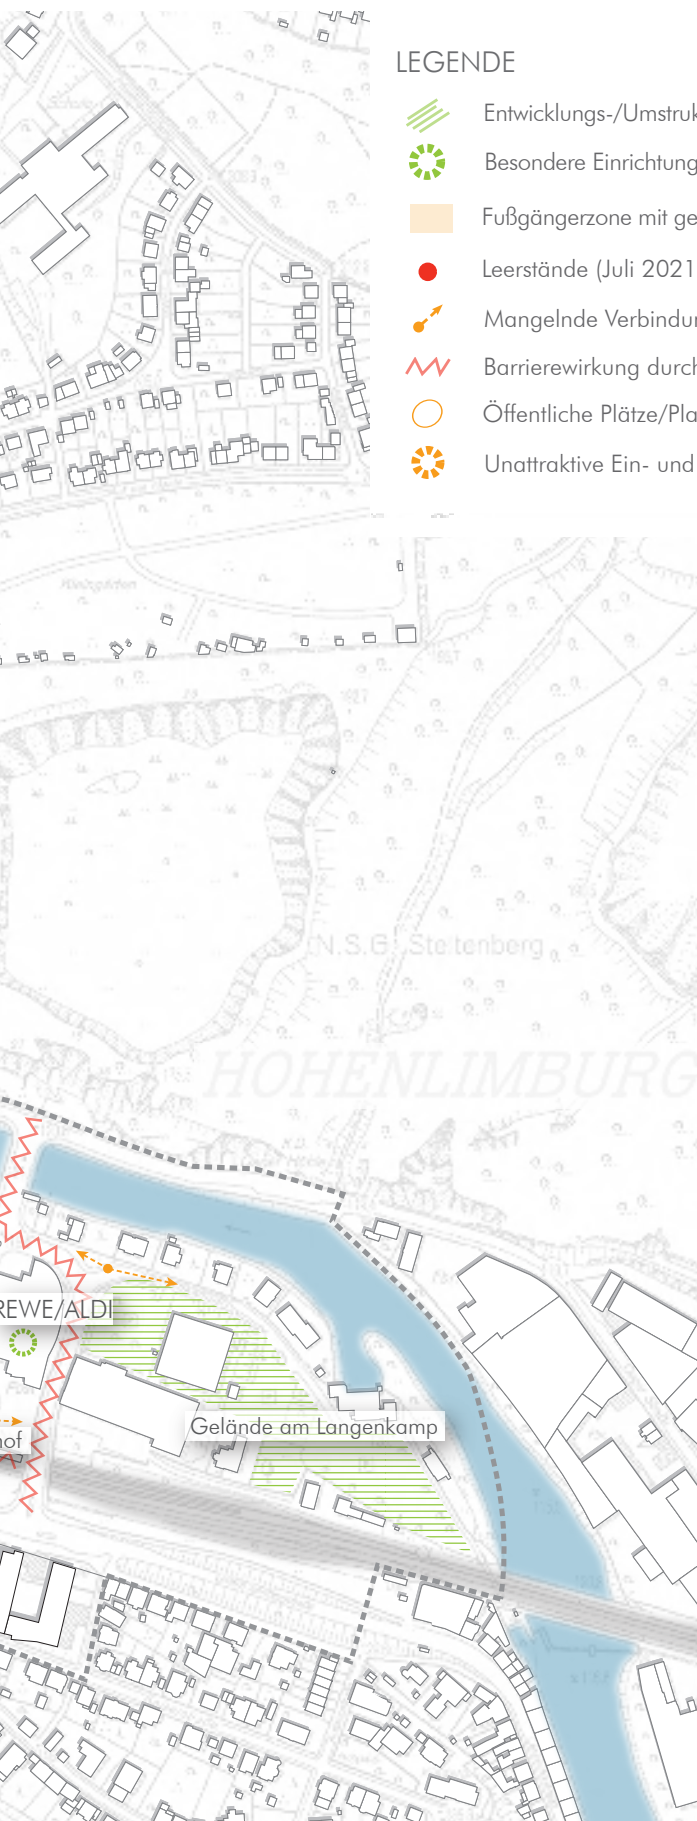 LEGENDE
Entwicklungs-/Umstruk
Besondere Einrichtung
Fußgängerzone mit ge
Leerstände (Juli 2021
Mangelnde Verbindun
Barrierewirkung durch
Öffentliche Plätze/Pla
Unattraktive Ein- und
N.S.G. Steltenberg
HOHENLIMBURG
REWE/ALDI
Gelände am Langenkamp
hof